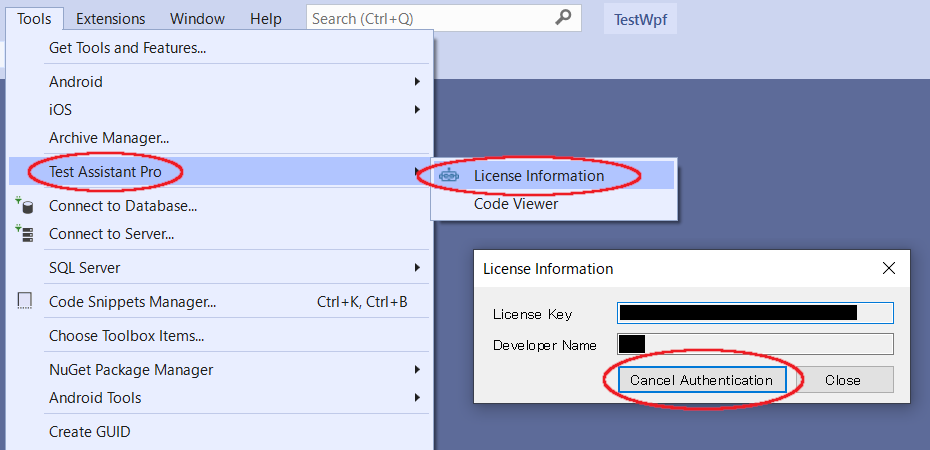 Tools Extensions Window Help Search (Ctrl+Q) TestWpf
Get Tools and Features...
Android
iOS
Archive Manager...
Test Assistant Pro
License Information
Code Viewer
Connect to Database...
Connect to Server...
SQL Server
Code Snippets Manager... Ctrl+K, Ctrl+B
Choose Toolbox Items...
NuGet Package Manager
Android Tools
Create GUID
License Information
License Key
Developer Name
Cancel Authentication Close